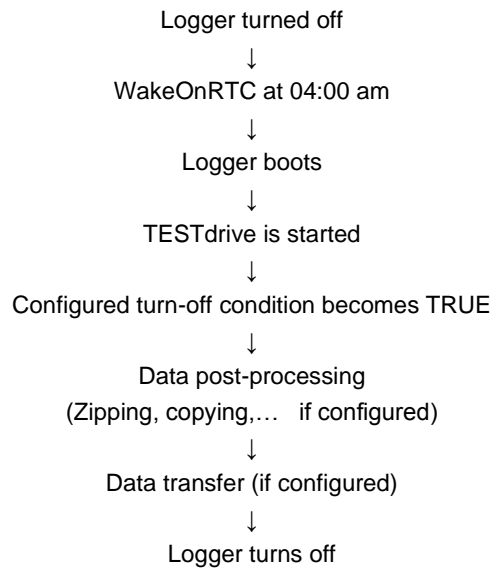 Logger turned off
↓
WakeOnRTC at 04:00 am
↓
Logger boots
↓
TESTdrive is started
↓
Configured turn-off condition becomes TRUE
↓
Data post-processing
(Zipping, copying,… if configured)
↓
Data transfer (if configured)
↓
Logger turns off